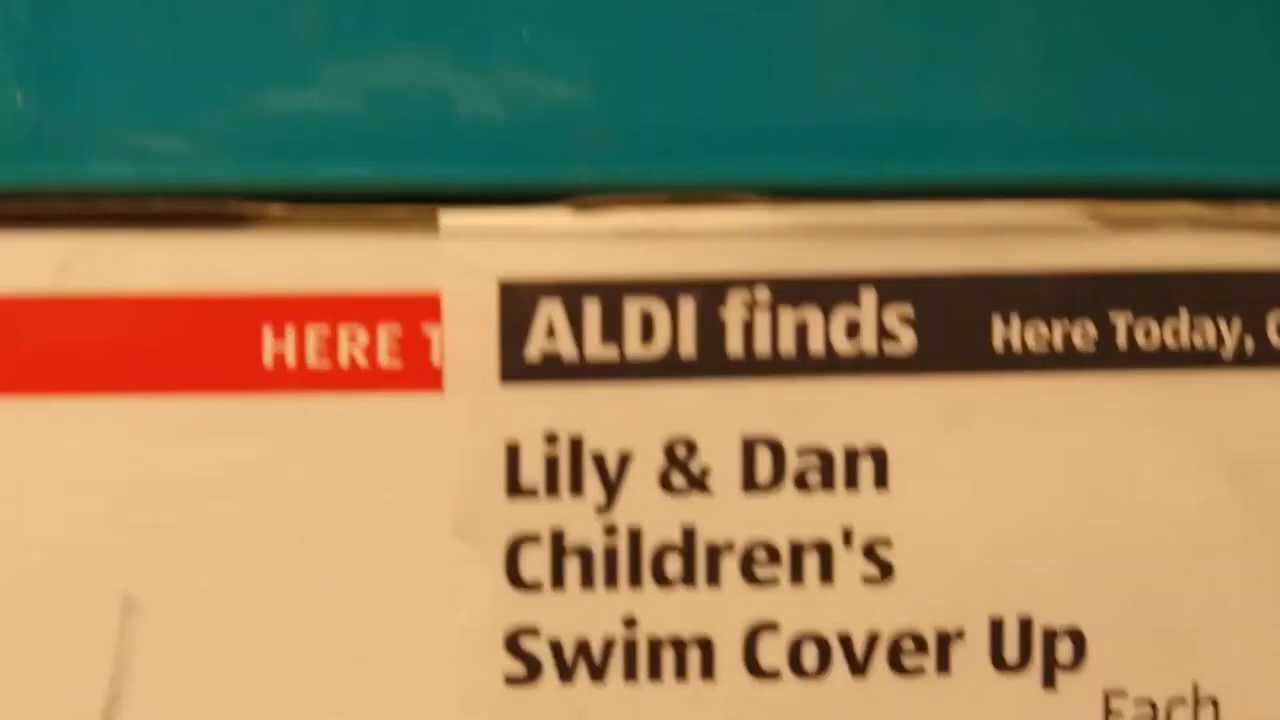 HERE
ALDI finds Here Today,
Lily & Dan
Children's
Swim Cover Up
Each